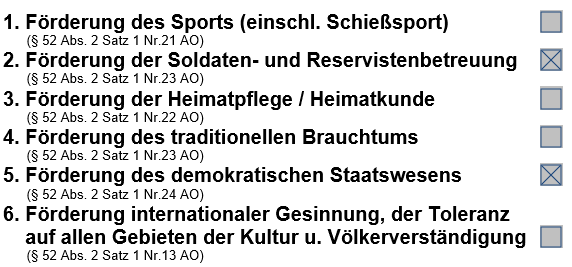 1. Förderung des Sports (einschl. Schießsport)
(§ 52 Abs. 2 Satz 1 Nr.21 AO)
2. Förderung der Soldaten- und Reservistenbetreuung
(§ 52 Abs. 2 Satz 1 Nr.23 AO)
3. Förderung der Heimatpflege / Heimatkunde
(§ 52 Abs. 2 Satz 1 Nr.22 AO)
4. Förderung des traditionellen Brauchtums
(§ 52 Abs. 2 Satz 1 Nr.23 AO)
5. Förderung des demokratischen Staatswesens
(§ 52 Abs. 2 Satz 1 Nr.24 AO)
6. Förderung internationaler Gesinnung, der Toleranz
auf allen Gebieten der Kultur u. Völkerverständigung
(§ 52 Abs. 2 Satz 1 Nr.13 AO)